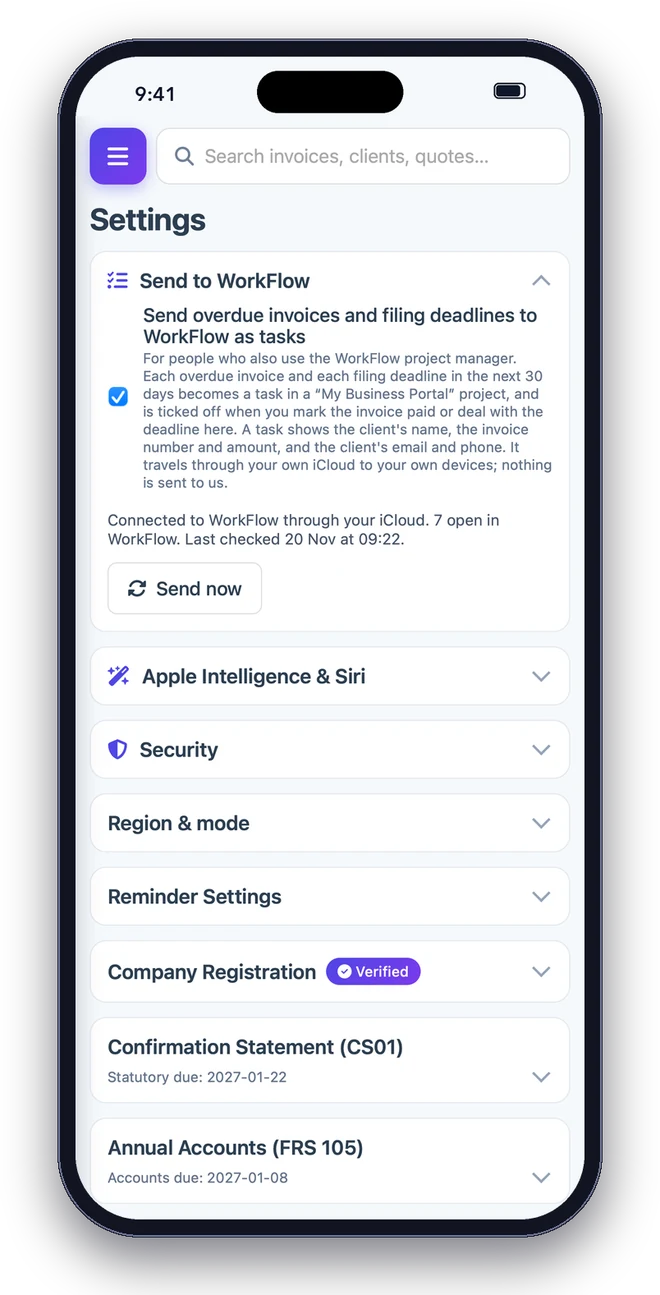 9:41
Search invoices, clients, quotes...
Settings
Send to WorkFlow
Send overdue invoices and filing deadlines to
WorkFlow as tasks
For people who also use the WorkFlow project manager.
Each overdue invoice and each filing deadline in the next 30
days becomes a task in a “My Business Portal” project, and
is ticked off when you mark the invoice paid or deal with the
deadline here. A task shows the client's name, the invoice
number and amount, and the client's email and phone. It
travels through your own iCloud to your own devices; nothing
is sent to us.
Connected to WorkFlow through your iCloud. 7 open in
WorkFlow. Last checked 20 Nov at 09:22.
Send now
Apple Intelligence & Siri
Security
Region & mode
Reminder Settings
Company Registration Verified
Confirmation Statement (CS01)
Statutory due: 2027-01-22
Annual Accounts (FRS 105)
Accounts due: 2027-01-08